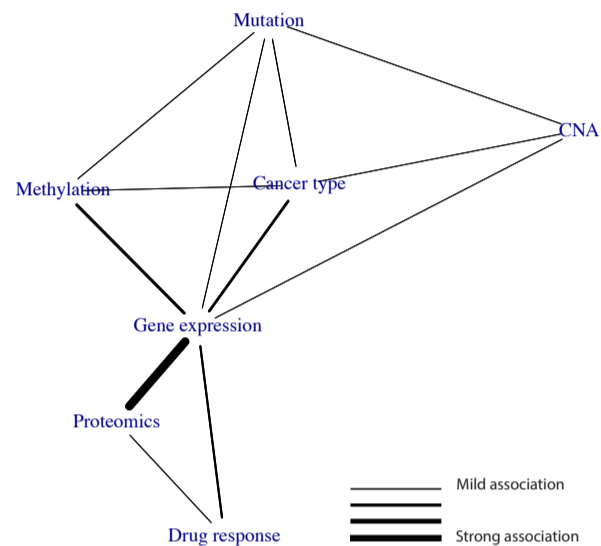 Mutation
CNA
Methylation
Cancer type
Gene expression
Proteomics
Drug response
Mild association
Strong association